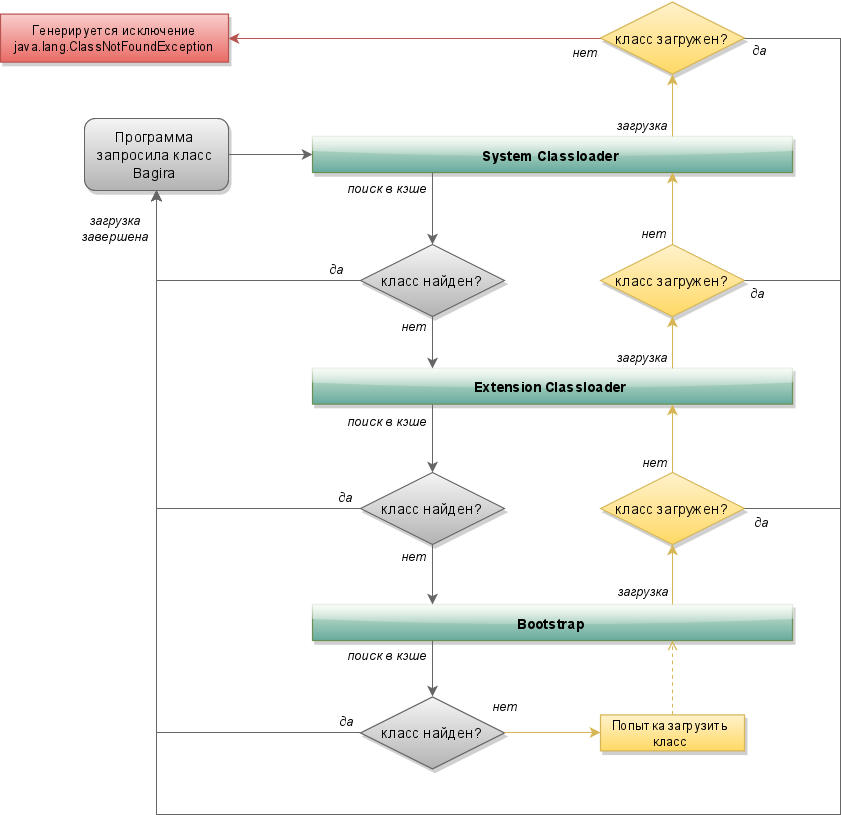 Генерируется исключение
java.lang.ClassNotFoundException
класс загружен?
нет
да
Программа
запросила класс
Bagira
загрузка
System Classloader
поиск в кэше
загрузка
завершена
нет
да
класс найден?
класс загружен?
да
нет
загрузка
Extension Classloader
поиск в кэше
нет
да
класс найден?
класс загружен?
да
нет
загрузка
Bootstrap
поиск в кэше
да
класс найден?
нет
Попытка загрузить
класс